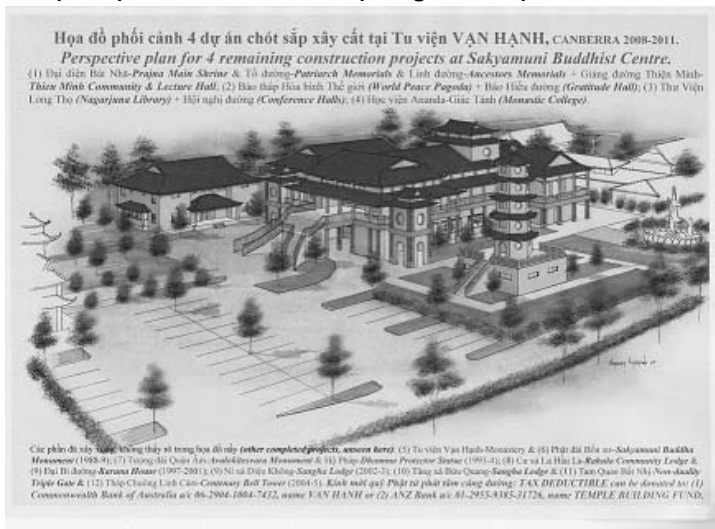 Họa đồ phối cảnh 4 dự án chót sắp xây cất tại Tu viện VẠN HẠNH, CANBERRA 2008-2011.
Perspective plan for 4 remaining construction projects at Sakyamuni Buddhist Centre.
(1) Đại điện Bát Nhã-Prajna Main Shrine & Tổ đường-Patriarch Memorials & Linh đường-Ancestors Memorials + Giảng đường Thiện Minh-
Thien Minh Community & Lecture Hall; (2) Bảo tháp Hòa bình Thế giới (World Peace Pagoda) + Báo Hiếu đường (Gratitude Hall); (3) Thư Viện
Long Thọ (Nagarjuna Library) + Hội nghị đường (Conference Halls); (4) Học viện Ananda-Giác Tánh (Monastic College)
Các phần đã xây xong, không thấy rõ trong họa đồ này (other completed projects, unseen here): (5) Tu viện Vạn Hạnh-Monastery & (6) Phật đài Bổn sư-Sakyamuni Buddha
Monument (1988-9); (7) Tượng đài Quán Âm-Avalokitesvara Monument & Hộ Pháp-Dhamma Protector Statue (1993-4); (8) Cư xá La Hầu La-Rahula Community Lodge &
(9) Đại Bi đường-Karuna House (1997-2001); (9) Ni xá Diệu Không-Sangha Lodge (2002-3); (10) Tăng xá Bửu Quang-Sangha Lodge & (11) Tam Quan Bất Nhị-Non-duality
Triple Gate & (12) Tháp Chuông Linh Cảm-Centenary Bell Tower (2004-5). Kính mời quý Phật tử phát tâm cúng dường: TAX DEDUCTIBLE can be donated to: (1)
Commonwealth Bank of Australia a/c 06-2904-1004-7432, name VAN HANH or (2) ANZ Bank a/c 01-2955-9385-31726, name TEMPLE BUILDING FUND.